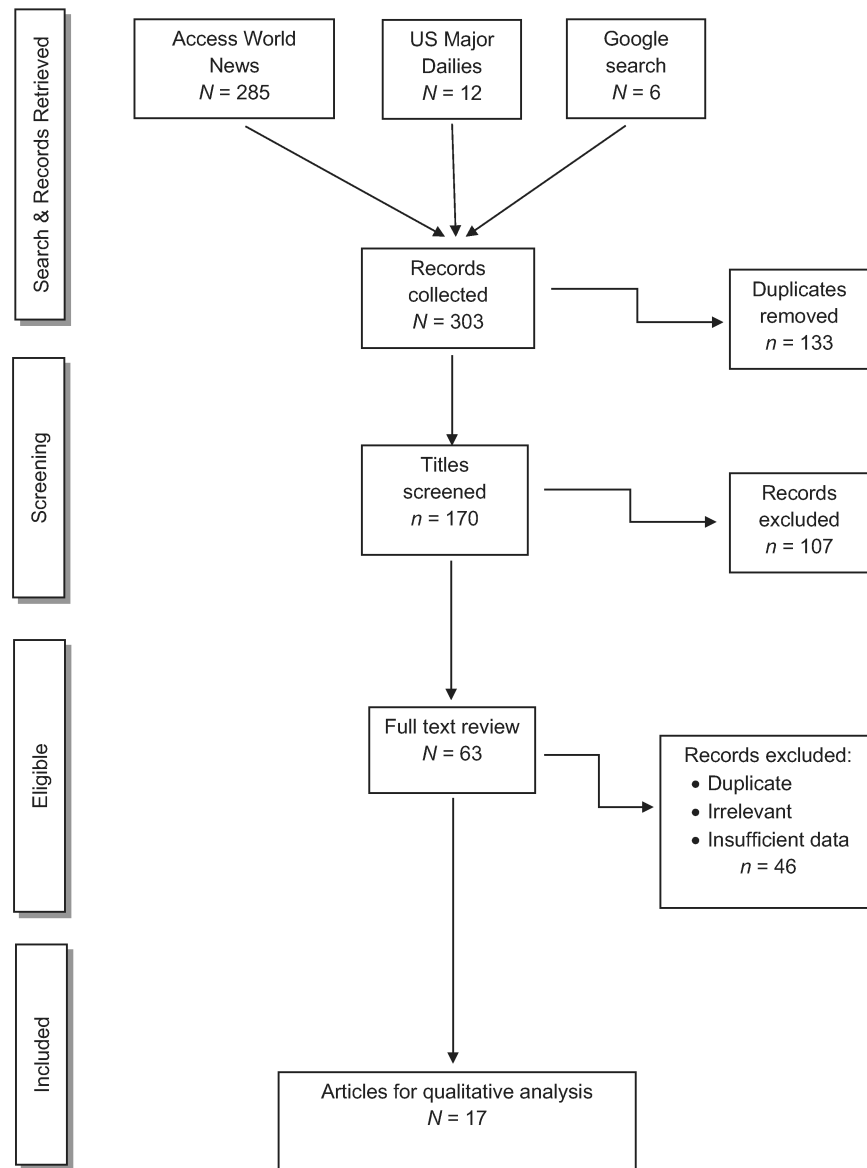 Search & Records Retrieved
Access World
News
N = 285
US Major
Dailies
N = 12
Google
search
N = 6
Records
collected
N = 303
Duplicates
removed
n = 133
Screening
Titles
screened
n = 170
Records
excluded
n = 107
Eligible
Full text review
N = 63
Records excluded:
• Duplicate
• Irrelevant
• Insufficient data
n = 46
Included
Articles for qualitative analysis
N = 17